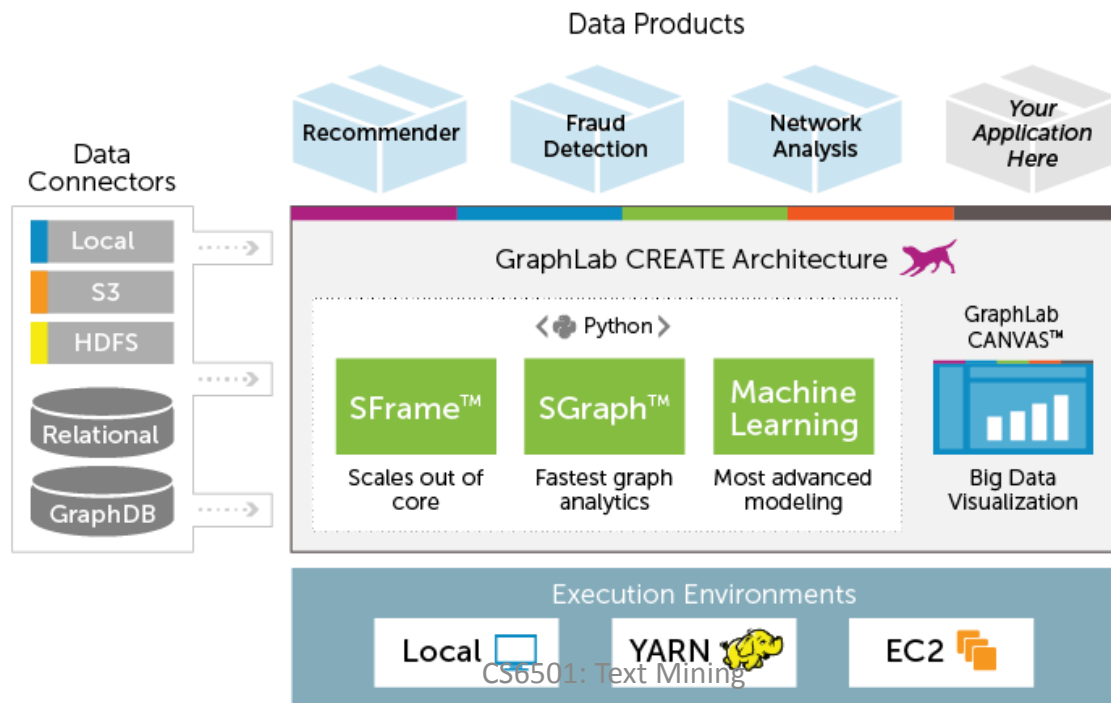 Data Products
Recommender
Fraud
Detection
Network
Analysis
Your
Application
Here
Data
Connectors
Local
S3
HDFS
Relational
GraphDB
GraphLab CREATE Architecture
< Python >
SFrame™
Scales out of
core
SGraph™
Fastest graph
analytics
Machine
Learning
Most advanced
modeling
GraphLab
CANVAS™
Big Data
Visualization
Execution Environments
Local
YARN
EC2
CS6501: Text Mining